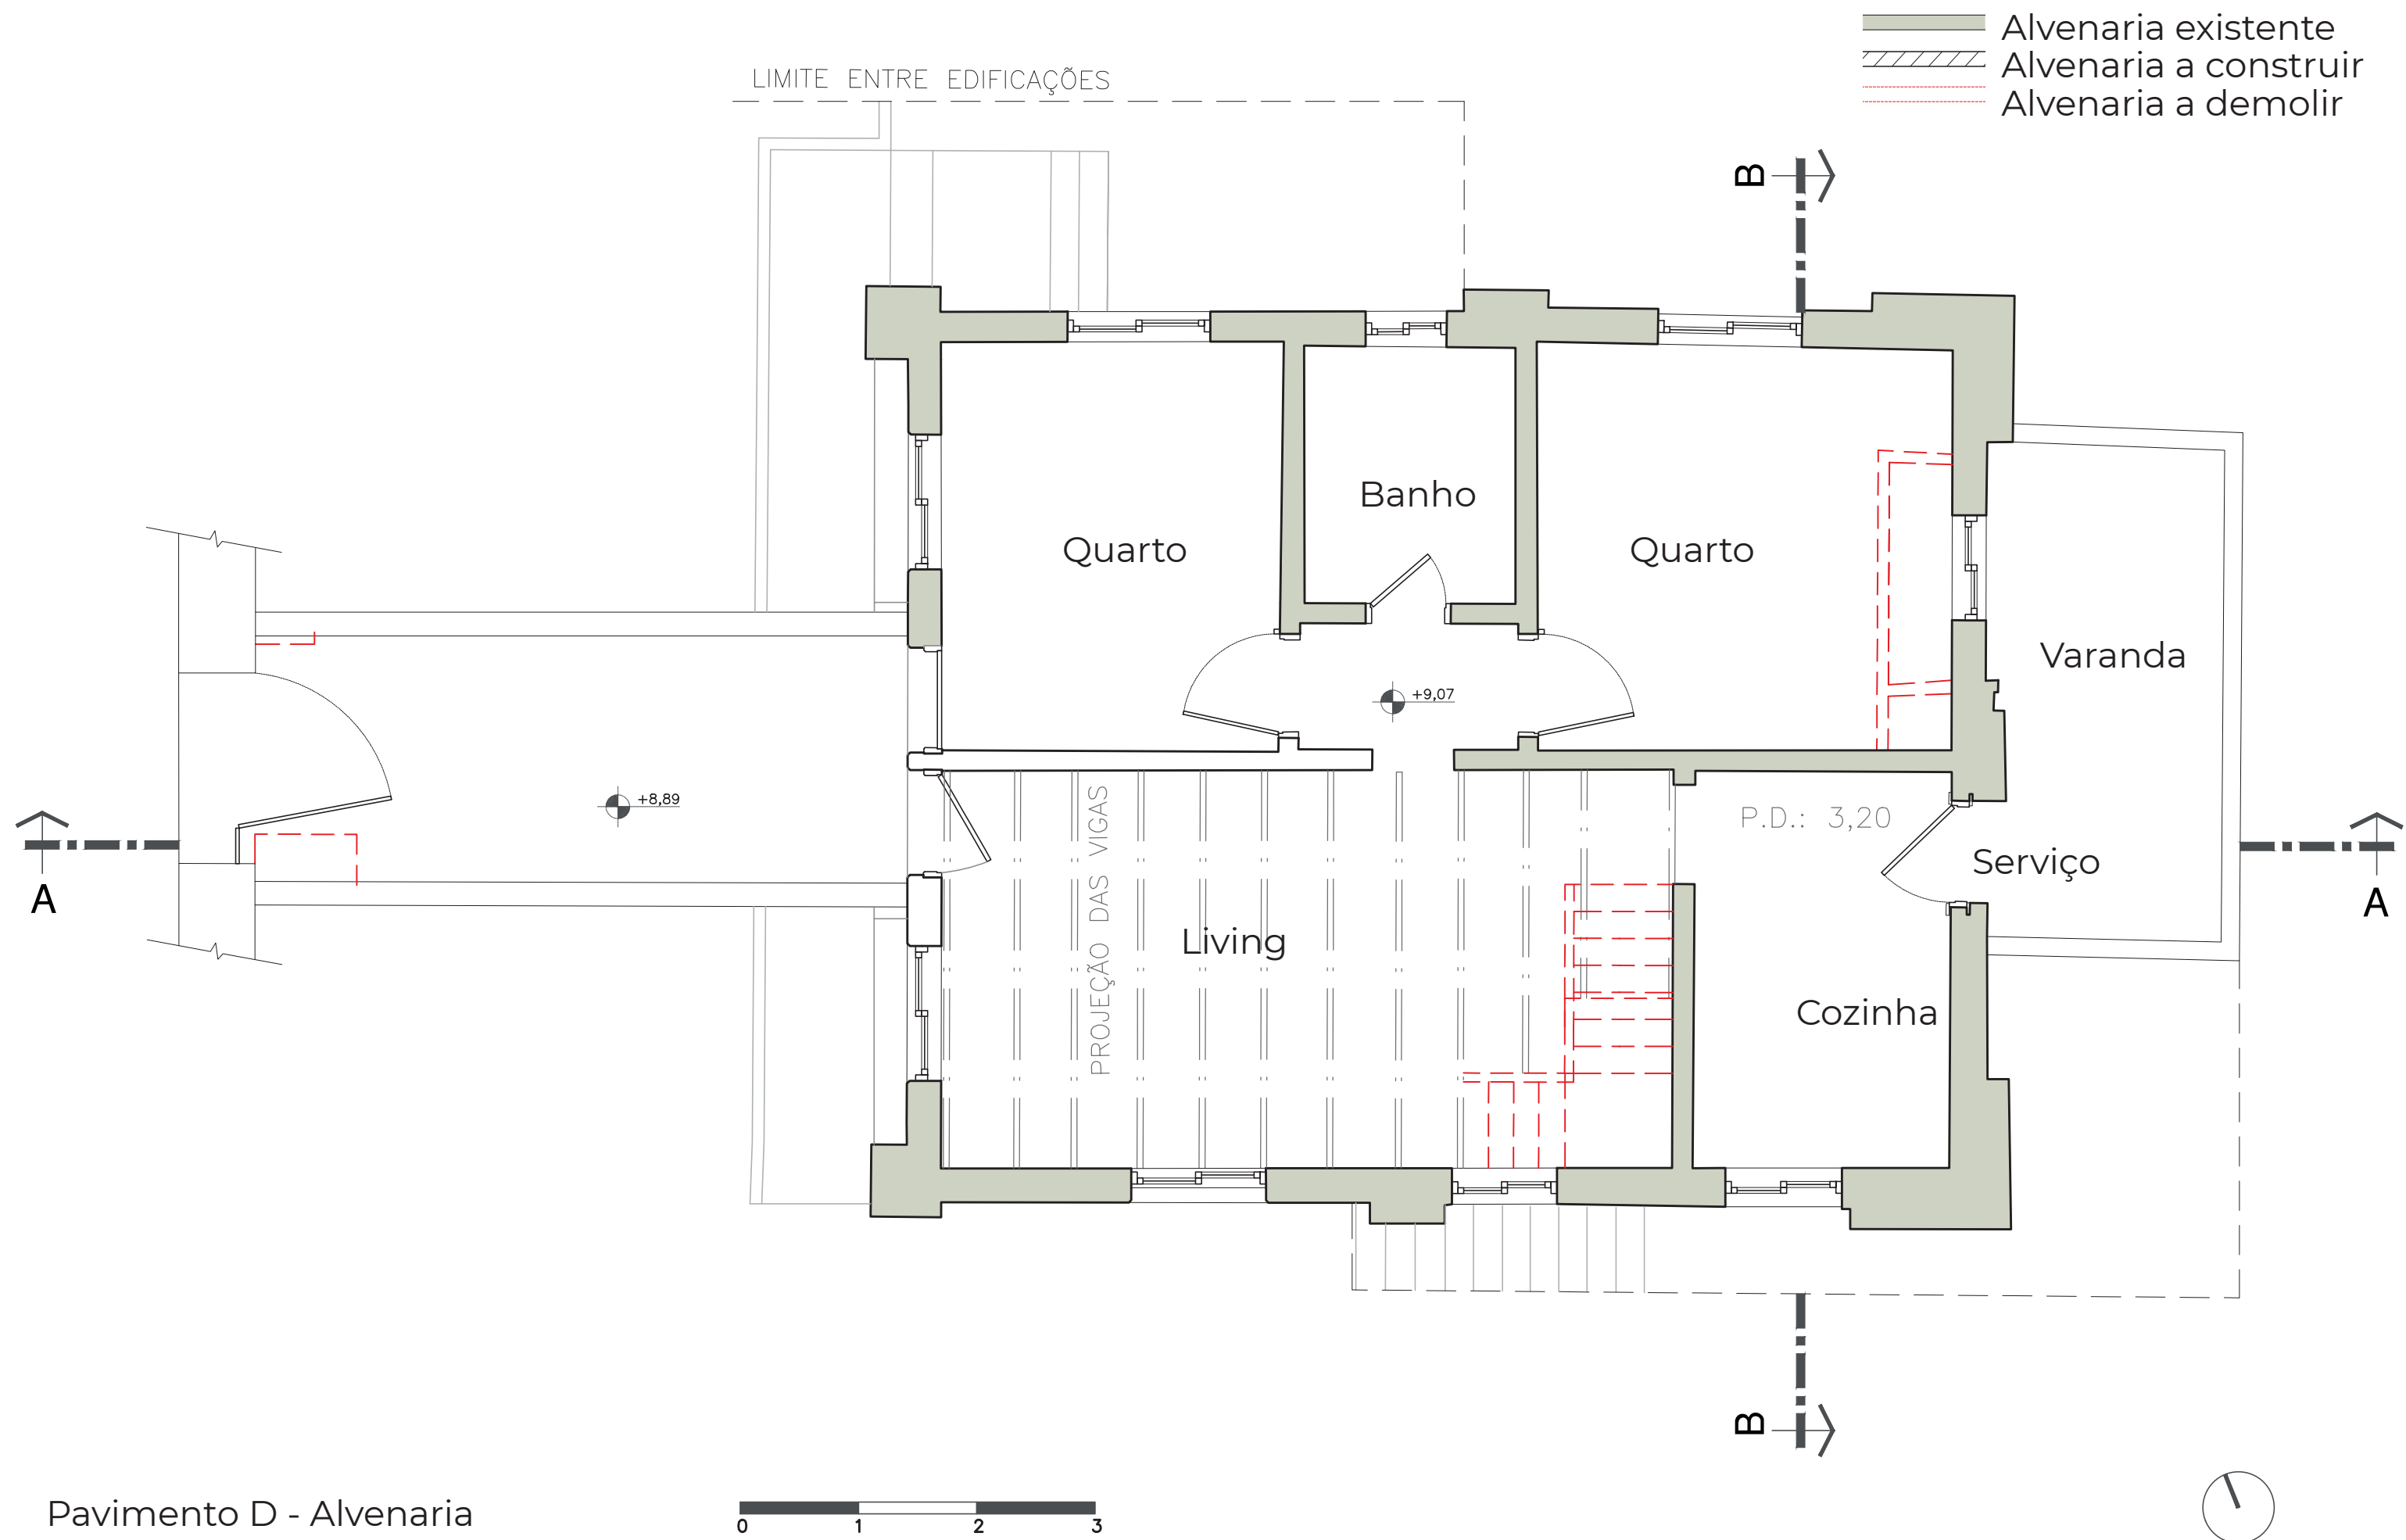 Alvenaria existente
Alvenaria a construir
Alvenaria a demolir
LIMITE ENTRE EDIFICAÇÕES
B
Banho
Quarto
Quarto
Varanda
+9,07
+8,89
P.D.: 3,20
PROJEÇÃO DAS VIGAS
Serviço
A
A
Living
Cozinha
B
Pavimento D - Alvenaria
0 1 2 3